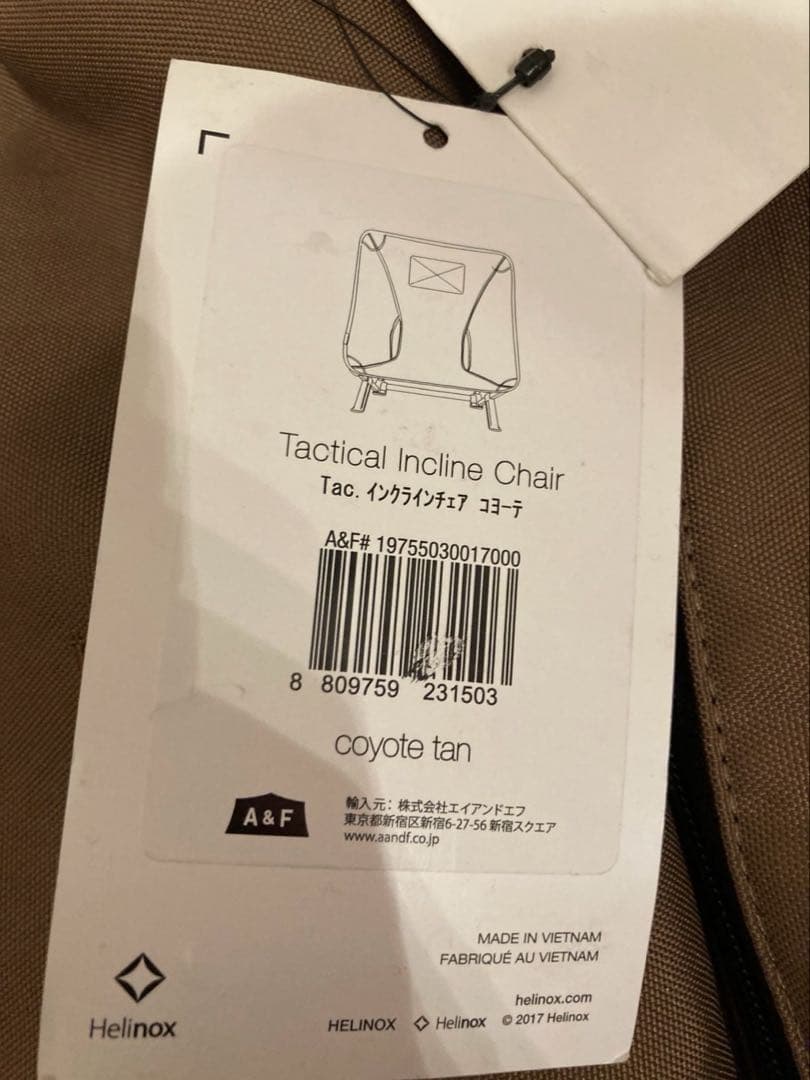 Tactical Incline Chair
Tac. インクラインチェア コヨーテ
A&F# 19755030017000
8 809759 231503
coyote tan
A & F
輸入元: 株式会社エイアンドエフ
東京都新宿区新宿6-27-56 新宿スクエア
www.aandf.co.jp
MADE IN VIETNAM
FABRIQUÉ AU VIETNAM
helinox.com
Helinox
HELINOX Helinox © 2017 Helinox